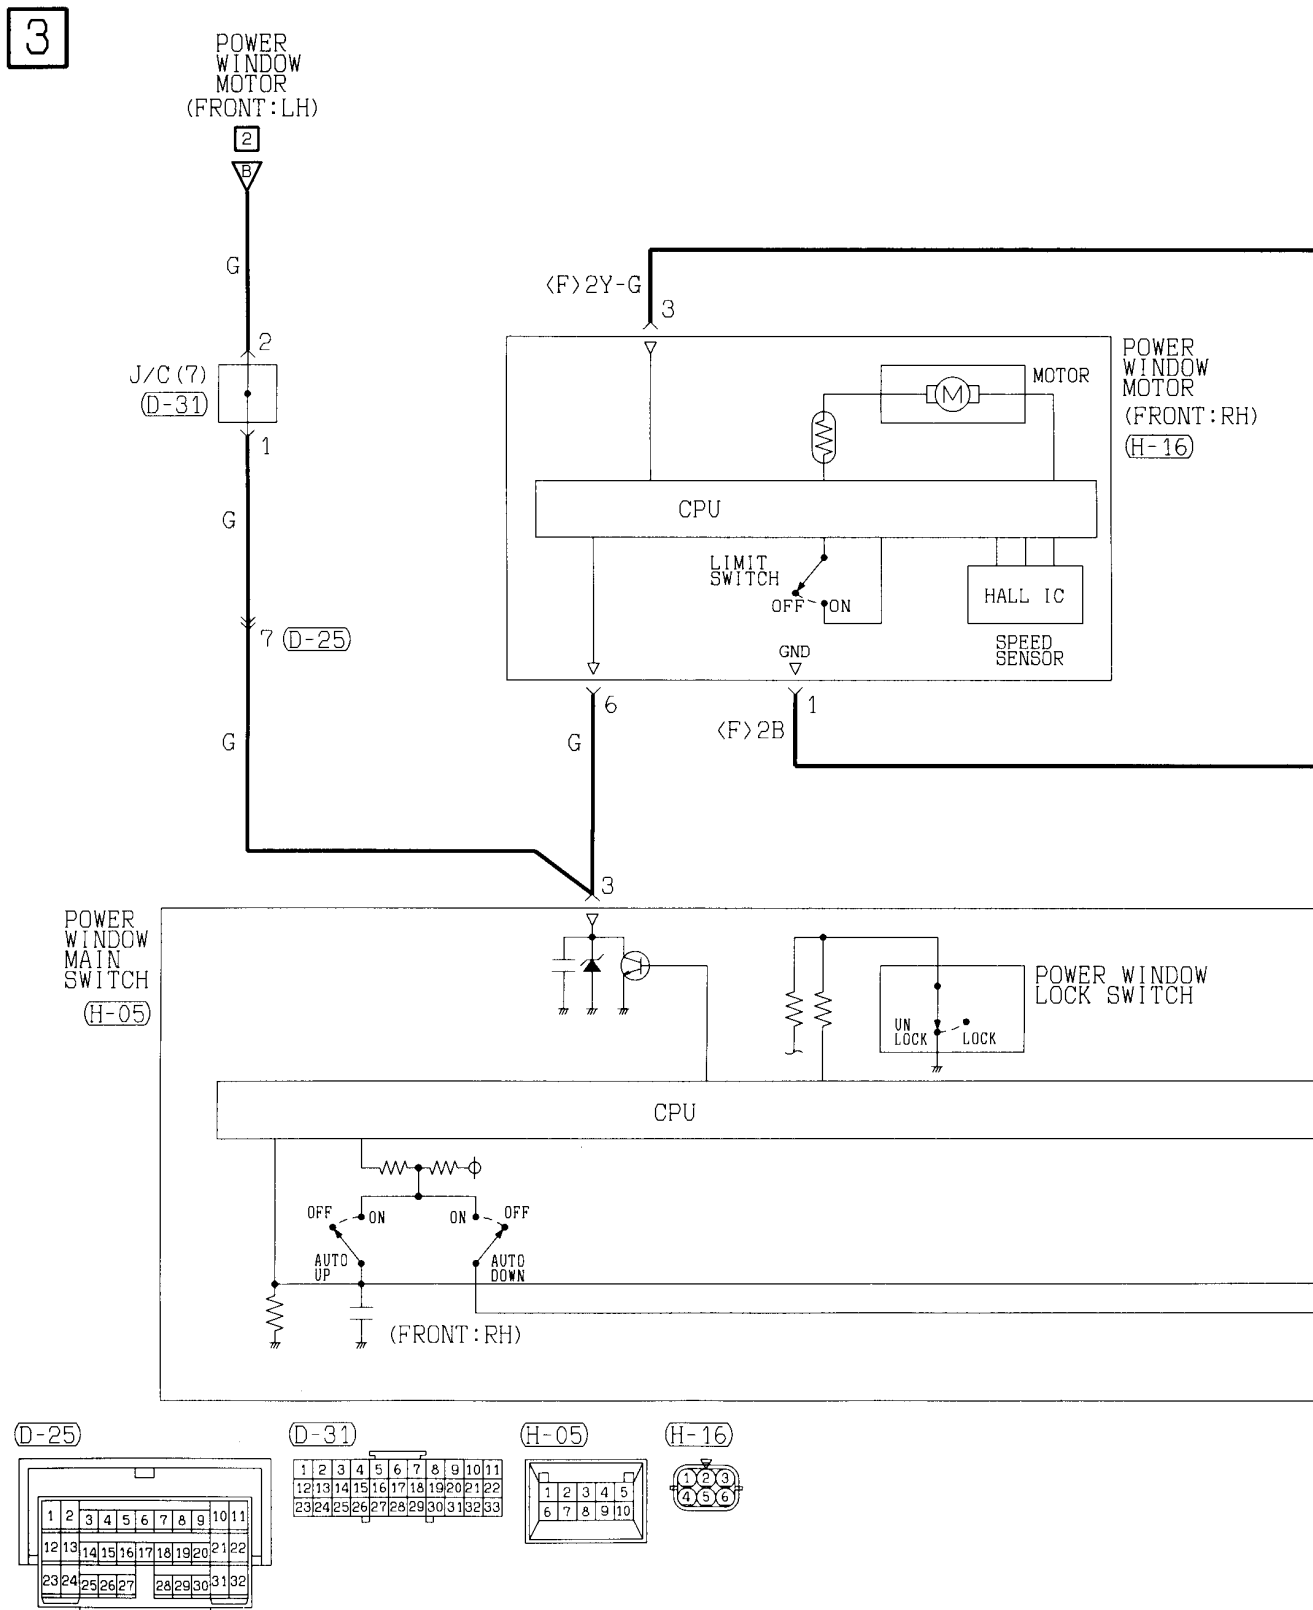 3
POWER
WINDOW
MOTOR
(FRONT:LH)
2
B
G
<F>2Y-G
3
2
J/C(7)
(D-31)
1
POWER
WINDOW
MOTOR
(FRONT:RH)
(H-16)
MOTOR
M
CPU
G
LIMIT
SWITCH
OFF
ON
HALL IC
SPEED
SENSOR
GND
7 (D-25)
6
1
G
G
<F>2B
3
POWER
WINDOW
MAIN
SWITCH
(H-05)
POWER WINDOW
LOCK SWITCH
UN
LOCK
LOCK
CPU
OFF
ON
ON
OFF
AUTO
UP
AUTO
DOWN
(FRONT:RH)
(D-25)
1 2 3 4 5 6 7 8 9 10 11
12 13 14 15 16 17 18 19 20 21 22
23 24 25 26 27 28 29 30 31 32
(D-31)
1 2 3 4 5 6 7 8 9 10 11
12 13 14 15 16 17 18 19 20 21 22
23 24 25 26 27 28 29 30 31 32 33
(H-05)
1 2 3 4 5
6 7 8 9 10
(H-16)
1 2 3
4 5 6